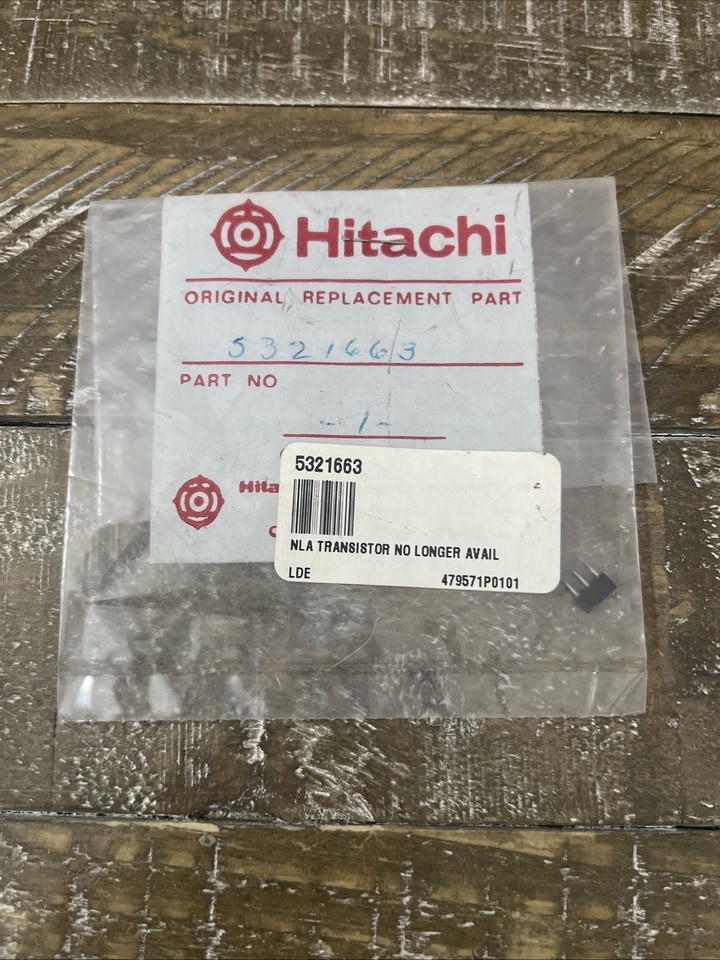 Hitachi
ORIGINAL REPLACEMENT PART
5321663
PART NO
-1-
5321663
NLA TRANSISTOR NO LONGER AVAIL
LDE 479571P0101